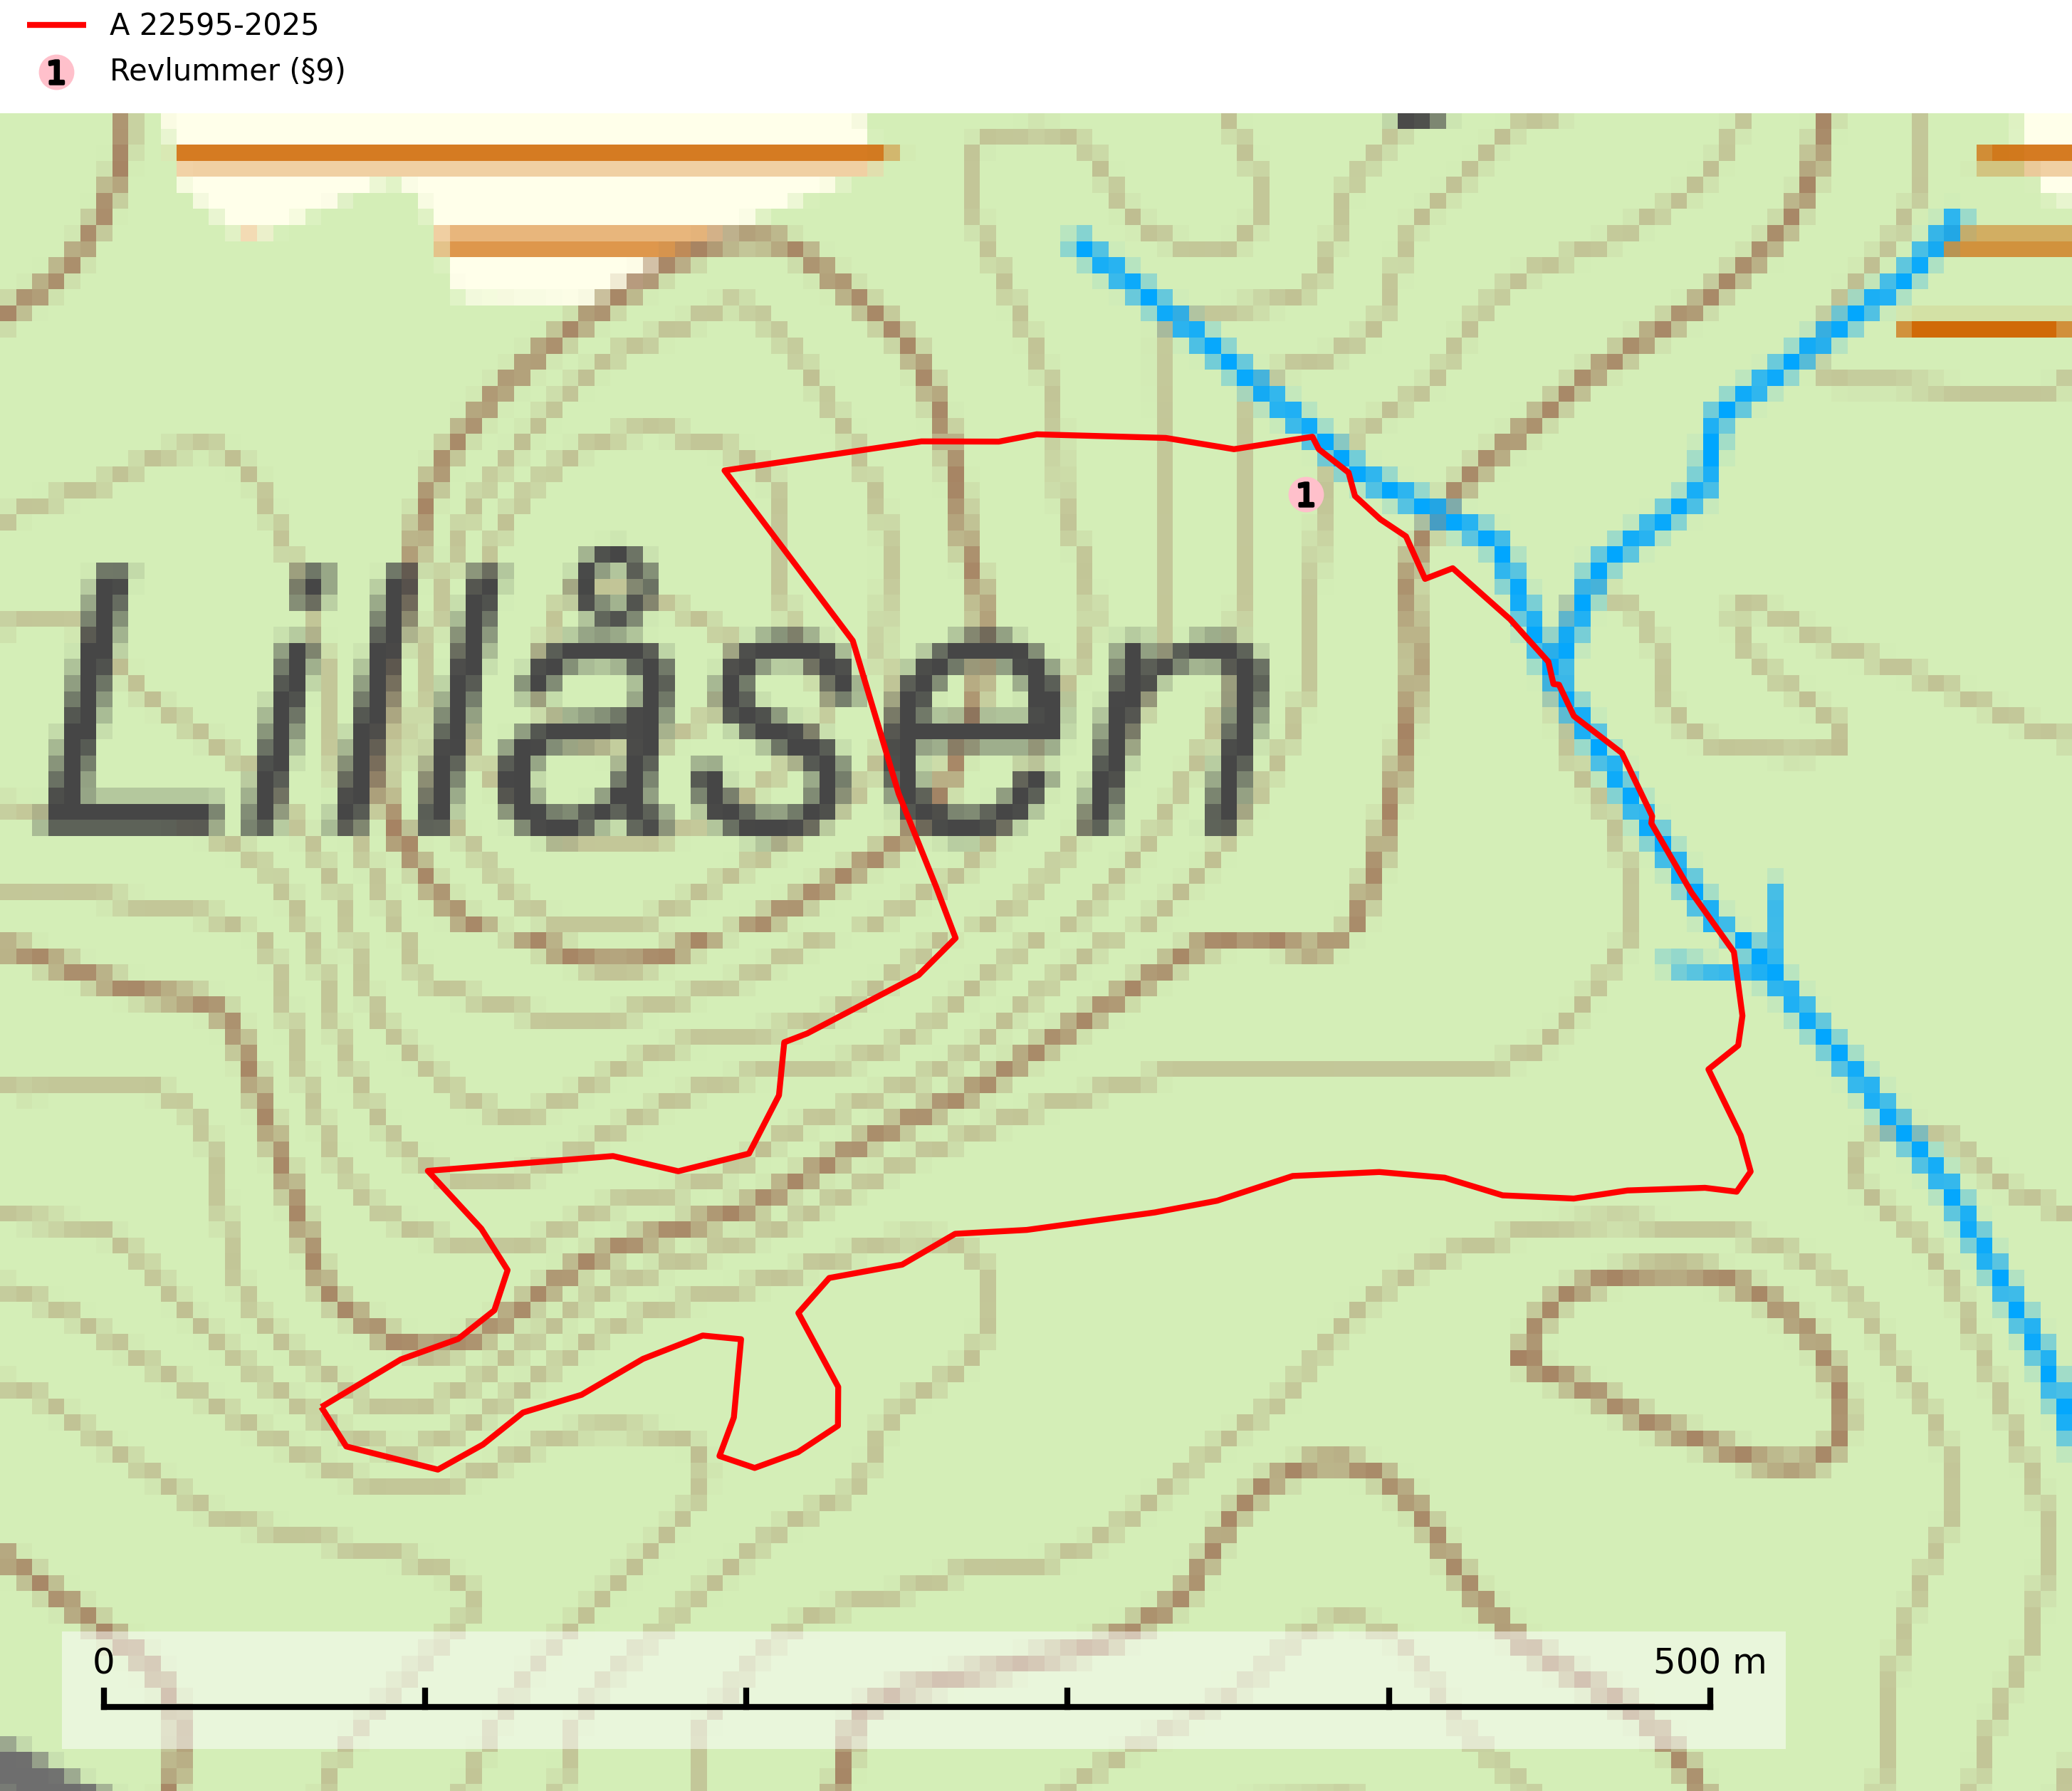 A 22595-2025
1 Revlummer (§9)
1
Lillåsen
0 500 m